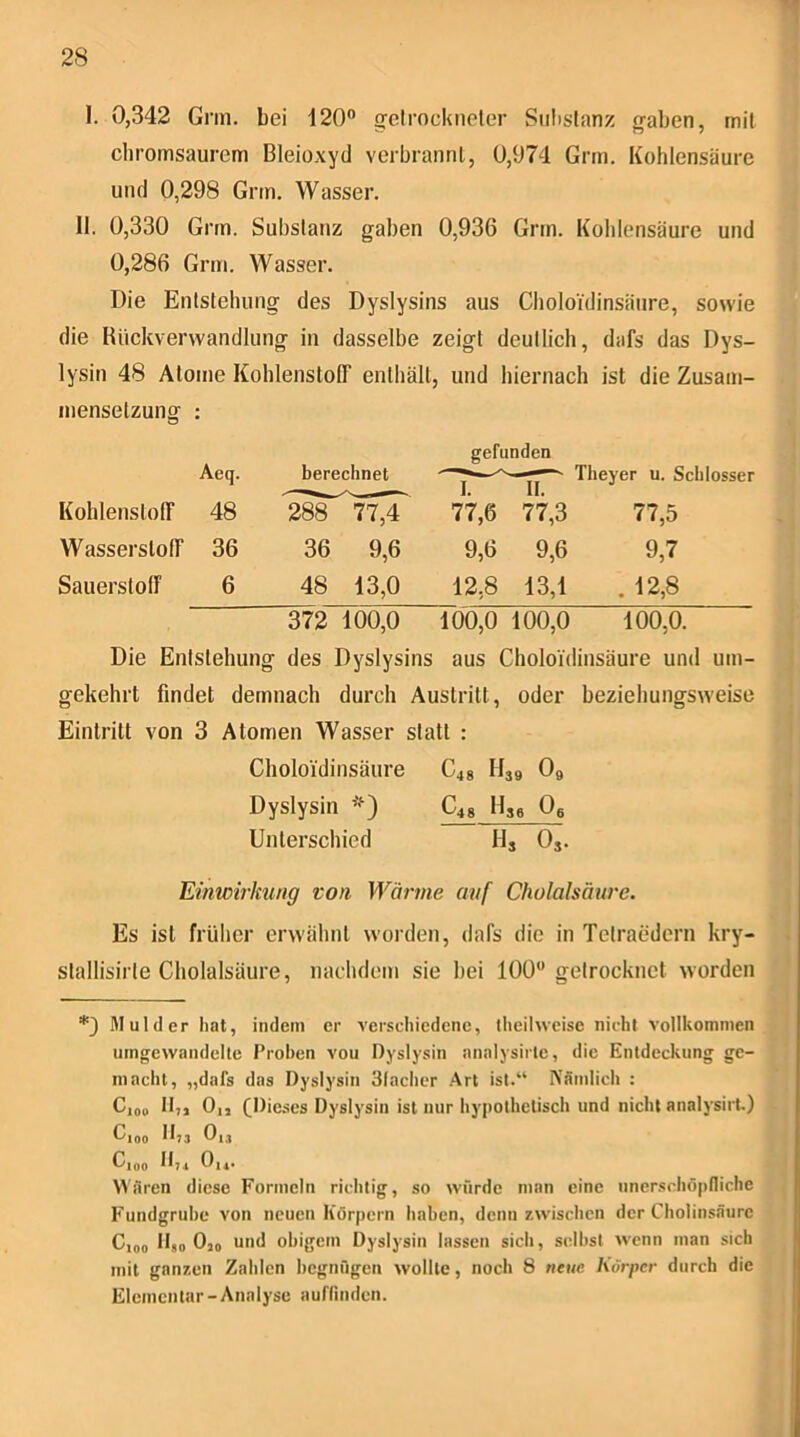 28
I. 0,342 Grm. bei 120° getrockneter Substanz gaben, mit
chromsaurem Bleioxyd verbrannt, 0,974 Grm. Kohlensäure
und 0,298 Grm. Wasser.
II. 0,330 Grm. Substanz gaben 0,936 Grm. Kohlensäure und
0,286 Grm. Wasser.
Die Entstehung des Dyslysins aus Choloïdinsäure, sowie
die Rückverwandlung in dasselbe zeigt deutlich, dafs das Dys-
lysin 48 Atome Kohlenstoff enthält, und hiernach ist die Zusam-
mensetzung :
gefunden
Aeq. berechnet Theyer u. Schlosser
I. II.
Kohlenstoff 48 288 77,4 77,6 77,3 77,5
Wasserstoff 36 36 9,6 9,6 9,6 9,7
Sauerstoff 6 48 13,0 12,8 13,1 . 12,8
372 100,0 100,0 100,0 100,0.
Die Entstehung des Dyslysins aus Choloïdinsäure und um-
gekehrt findet demnach durch Austritt, oder beziehungsweise
Eintritt von 3 Atomen Wasser statt :
Choloïdinsäure C₄₈ H₃₉ O₉
Dyslysin *) C₄₈ H₃₆ O₆
Unterschied H₃ O₃.
Einwirkung von Wärme auf Cholalsäure.
Es ist früher erwähnt worden, dafs die in Tetraëdern kry-
stallisirte Cholalsäure, nachdem sie bei 100° getrocknet worden
*) Mulder hat, indem er verschiedene, theilweise nicht vollkommen
umgewandelte Proben vou Dyslysin analysirte, die Entdeckung ge-
macht, „dafs das Dyslysin 3facher Art ist.“ Nämlich :
C₁₀₀ H₇₂ O₁₂ (Dieses Dyslysin ist nur hypothetisch und nicht analysirt.)
C₁₀₀ H₇₃ O₁₃
C₁₀₀ H₇₄ O₁₄.
Wären diese Formeln richtig, so würde man eine unerschöpfliche
Fundgrube von neuen Körpern haben, denn zwischen der Cholinsäure
C₁₀₀ H₈₀ O₂₀ und obigem Dyslysin lassen sich, selbst wenn man sich
mit ganzen Zahlen begnügen wollte, noch 8 neue Körper durch die
Elementar-Analyse auffinden.